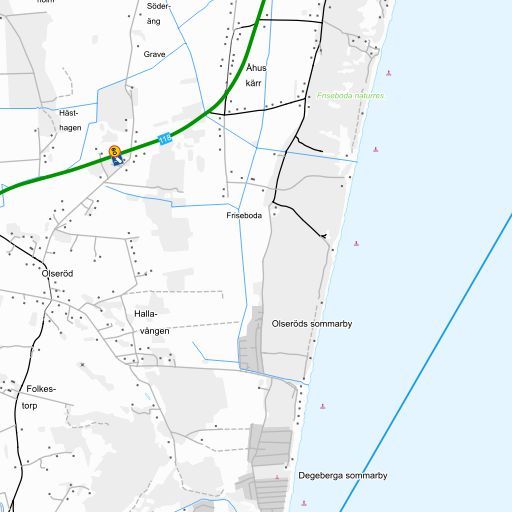 Söder-
äng
Grave
Åhus
kärr
Friseboda naturres
Häst-
hagen
118
Friseboda
Olseröd
Halla-
vången
Olseröds sommarby
Folkes-
torp
Degeberga sommarby